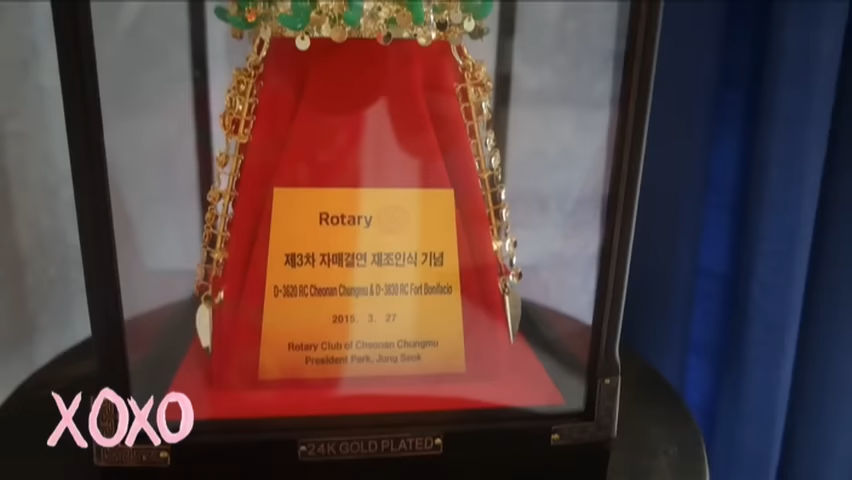 Rotary
제3차 자매결연 재조인식 기념
D-3620 RC Cheonan Chungmu & D-3830 RC Fort Bonifacio
2015. 3. 27
Rotary Club of Cheonan Chungmu
President Park, Jung Seok
XOXO
24K GOLD PLATED